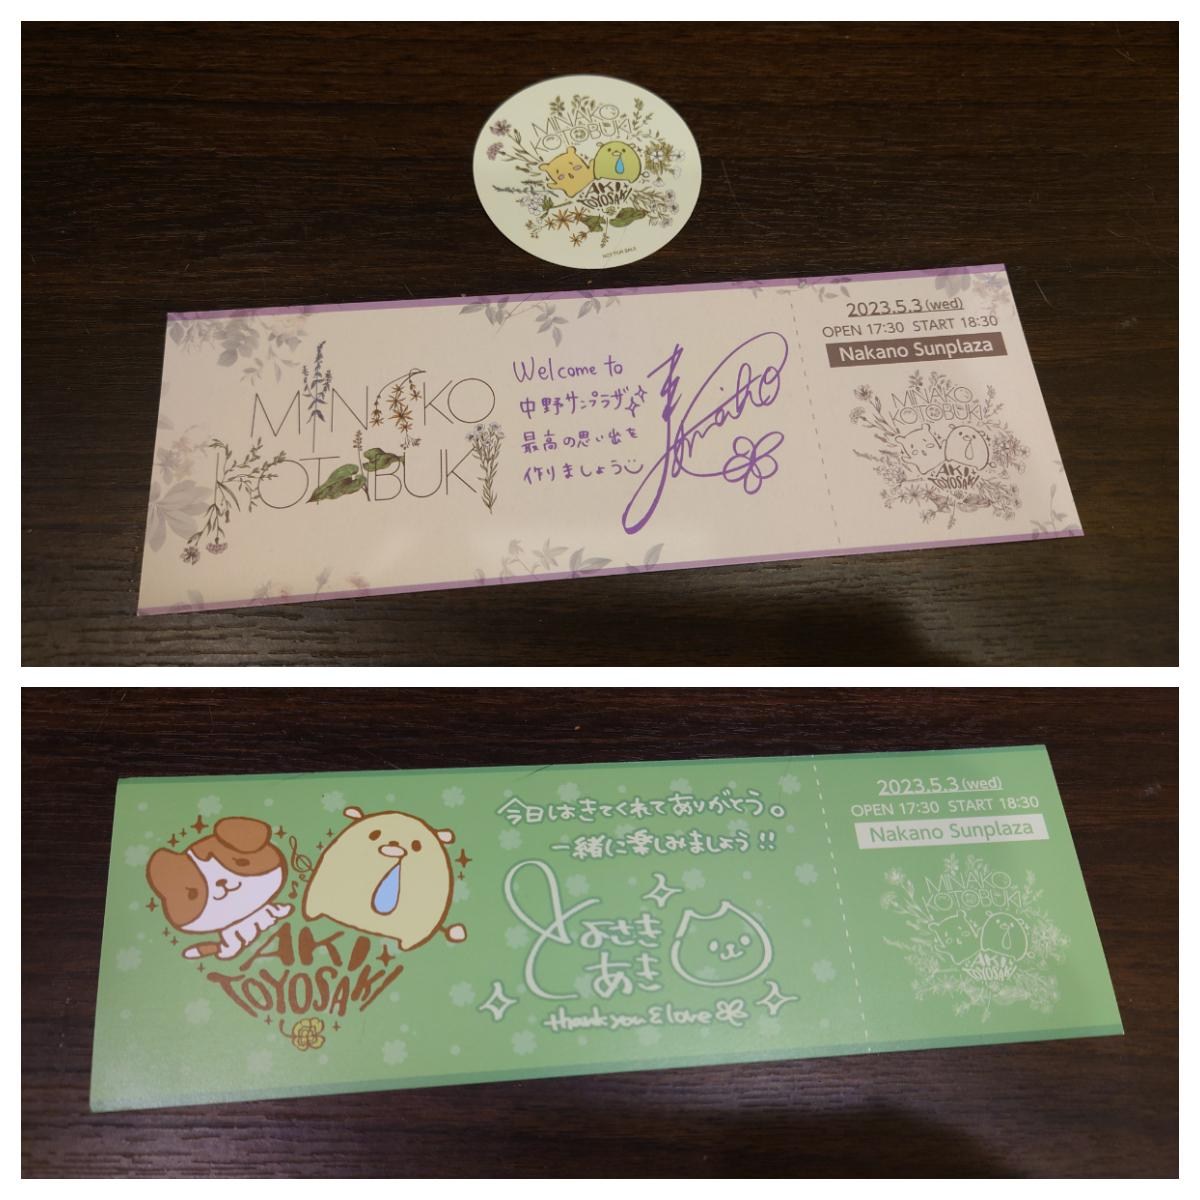 MINAKO
KOTOBUKI
AKI
TOYOSAKI
NOT FOR SALE
MINAKO
KOTOBUKI
Welcome to
中野サンプラザ
最高の思い出を
作りましょう
Minako
2023.5.3(wed)
OPEN 17:30 START 18:30
Nakano Sunplaza
MINAKO
KOTOBUKI
AKI
TOYOSAKI
AKI
TOYOSAKI
今日はきてくれてありがとう。
一緒に楽しみましょう!!
とよさき
あき
thank you & love
2023.5.3(wed)
OPEN 17:30 START 18:30
Nakano Sunplaza
MINAKO
KOTOBUKI
AKI
TOYOSAKI